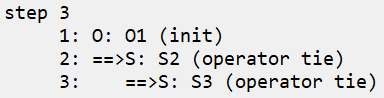 step 3
     1: O: O1 (init)
     2: ==>S: S2 (operator tie)
     3:    ==>S: S3 (operator tie)